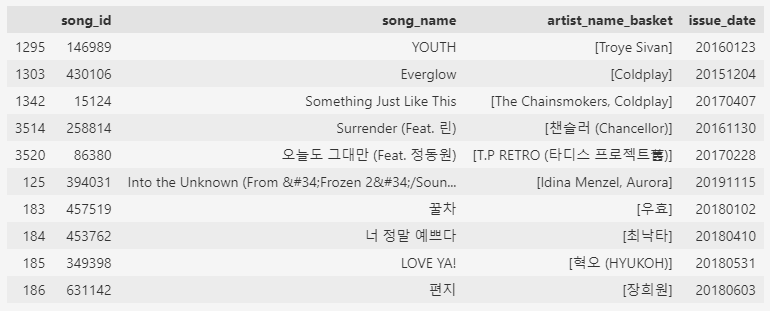 song_id song_name artist_name_basket issue_date
1295 146989 YOUTH [Troye Sivan] 20160123
1303 430106 Everglow [Coldplay] 20151204
1342 15124 Something Just Like This [The Chainsmokers, Coldplay] 20170407
3514 258814 Surrender (Feat. 린) [챈슬러 (Chancellor)] 20161130
3520 86380 오늘도 그대만 (Feat. 정동원) [T.P RETRO (타디스 프로젝트舊)] 20170228
125 394031 Into the Unknown (From &#34;Frozen 2&#34;/Soun... [Idina Menzel, Aurora] 20191115
183 457519 꿀차 [우효] 20180102
184 453762 너 정말 예쁘다 [최낙타] 20180410
185 349398 LOVE YA! [혁오 (HYUKOH)] 20180531
186 631142 편지 [장희원] 20180603